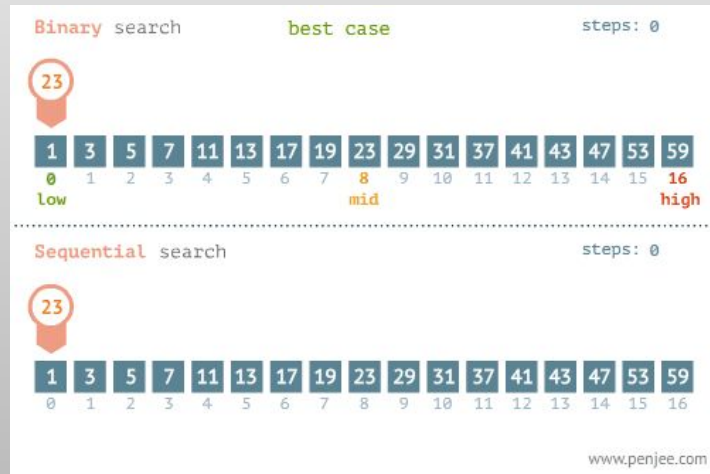 Binary search best case steps: 0
23
1 3 5 7 11 13 17 19 23 29 31 37 41 43 47 53 59
0 1 2 3 4 5 6 7 8 9 10 11 12 13 14 15 16
low mid high
Sequential search steps: 0
23
1 3 5 7 11 13 17 19 23 29 31 37 41 43 47 53 59
0 1 2 3 4 5 6 7 8 9 10 11 12 13 14 15 16
www.penjee.com